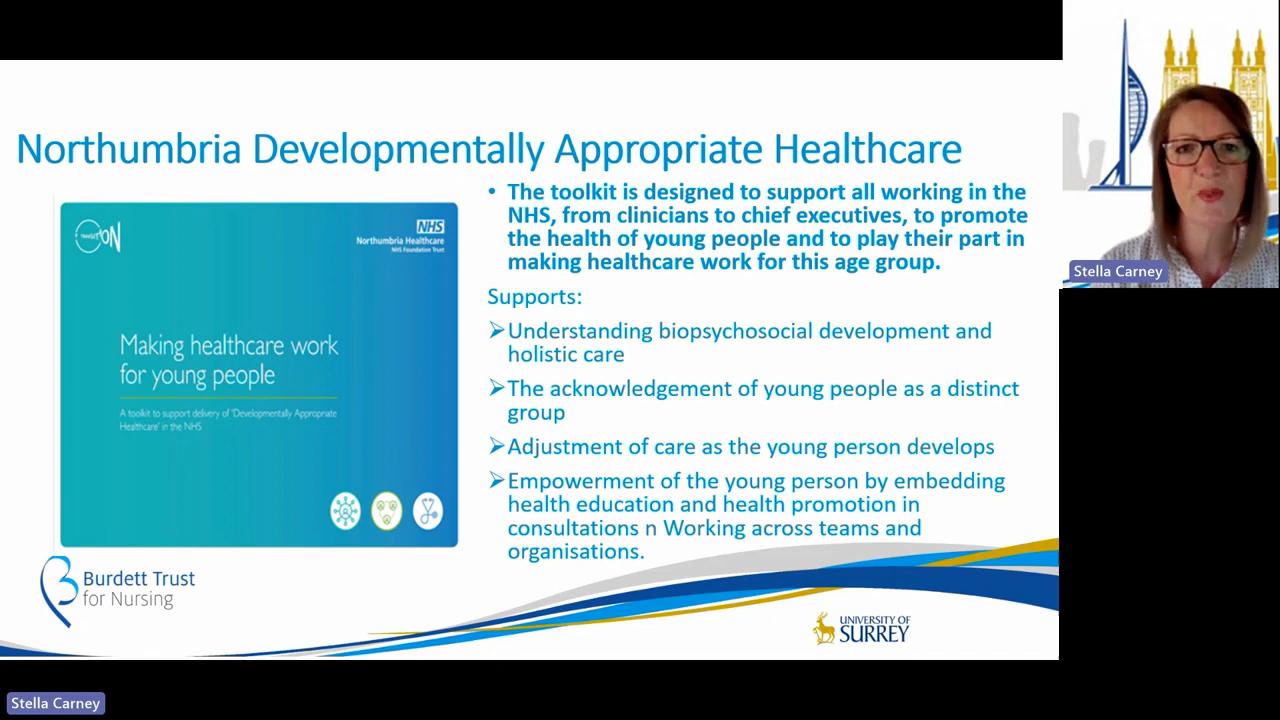 Northumbria Developmentally Appropriate Healthcare
TRANSITION
NHS
Northumbria Healthcare
NHS Foundation Trust
Making healthcare work
for young people
A toolkit to support delivery of 'Developmentally Appropriate
Healthcare' in the NHS
• The toolkit is designed to support all working in the
NHS, from clinicians to chief executives, to promote
the health of young people and to play their part in
making healthcare work for this age group.
Supports:
➢Understanding biopsychosocial development and
holistic care
➢The acknowledgement of young people as a distinct
group
➢Adjustment of care as the young person develops
➢Empowerment of the young person by embedding
health education and health promotion in
consultations n Working across teams and
organisations.
Burdett Trust
for Nursing
UNIVERSITY OF
SURREY
Stella Carney
Stella Carney